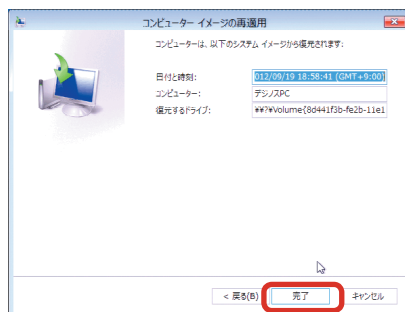 コンピューター イメージの再適用
コンピューターは、以下のシステム イメージから復元されます:
日付と時刻: 012/09/19 18:58:41 (GMT+9:00)
コンピューター: デジノスPC
復元するドライブ: ¥¥?¥Volume{8d441f3b-fe2b-11e1
< 戻る(B) 完了 キャンセル